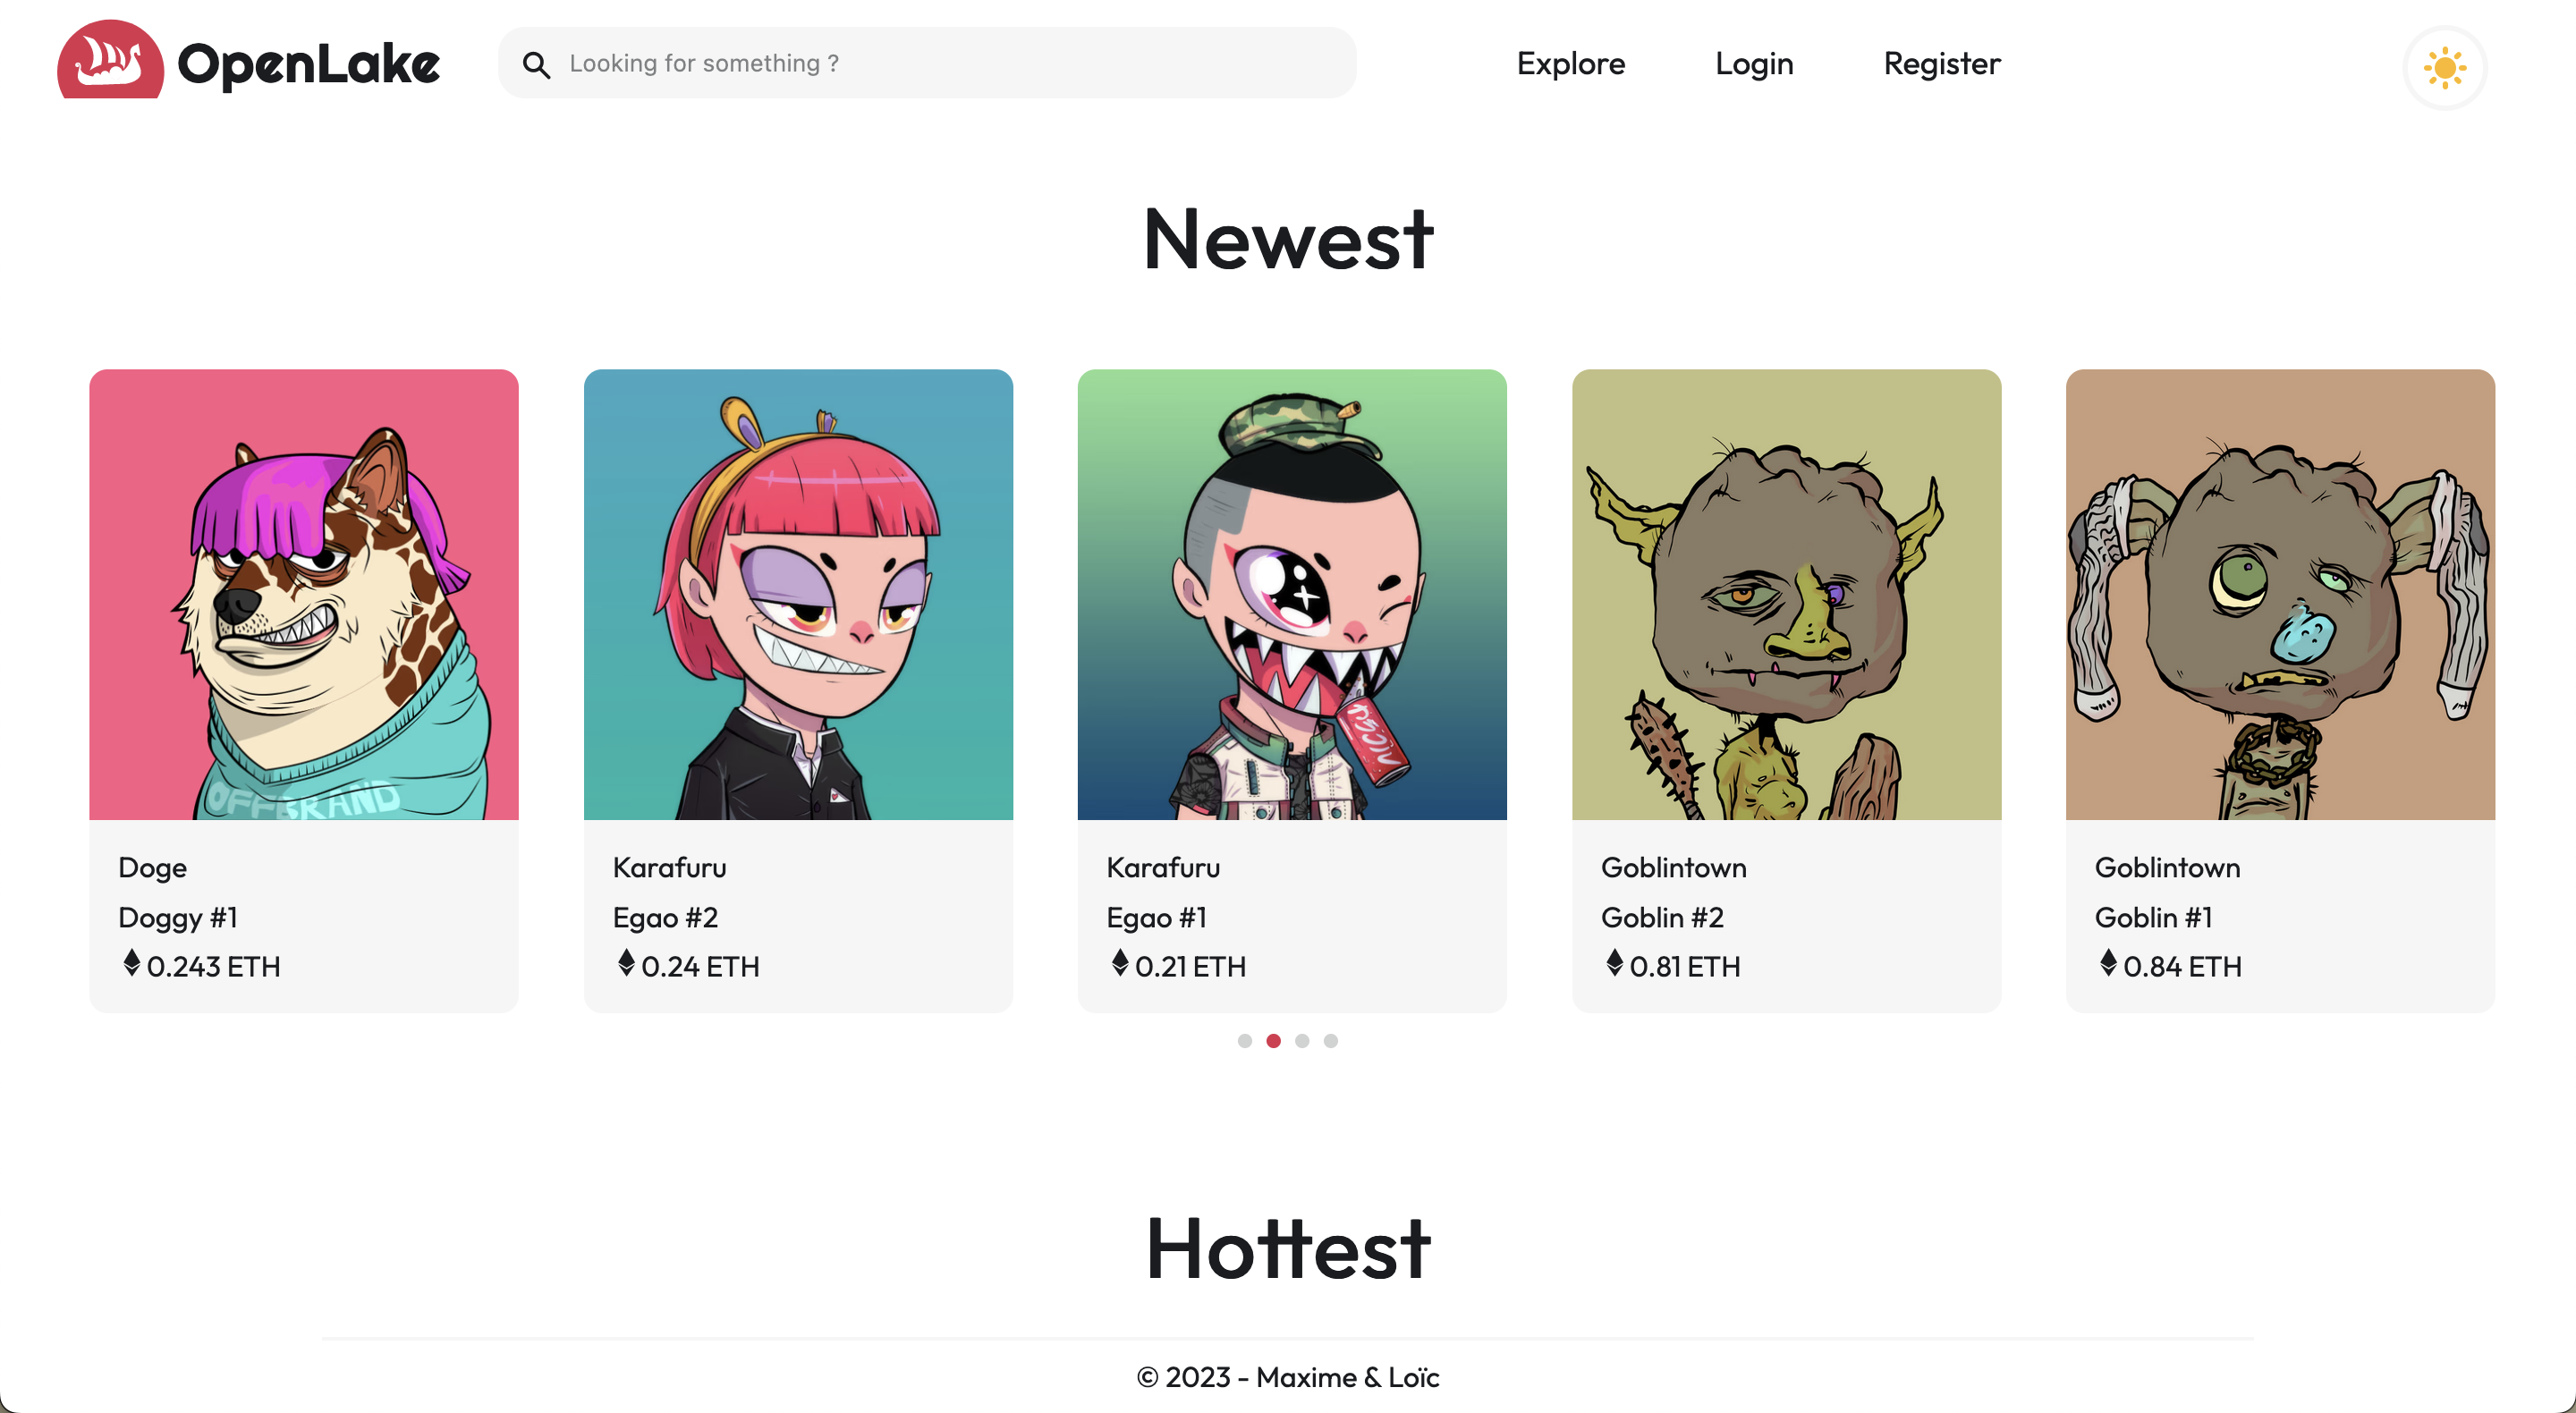 OpenLake
Looking for something ?
Explore
Login
Register
Newest
OFFBRAND
Doge
Doggy #1
0.243 ETH
Karafuru
Egao #2
0.24 ETH
Karafuru
Egao #1
0.21 ETH
Goblintown
Goblin #2
0.81 ETH
Goblintown
Goblin #1
0.84 ETH
Hottest
© 2023 - Maxime & Loïc